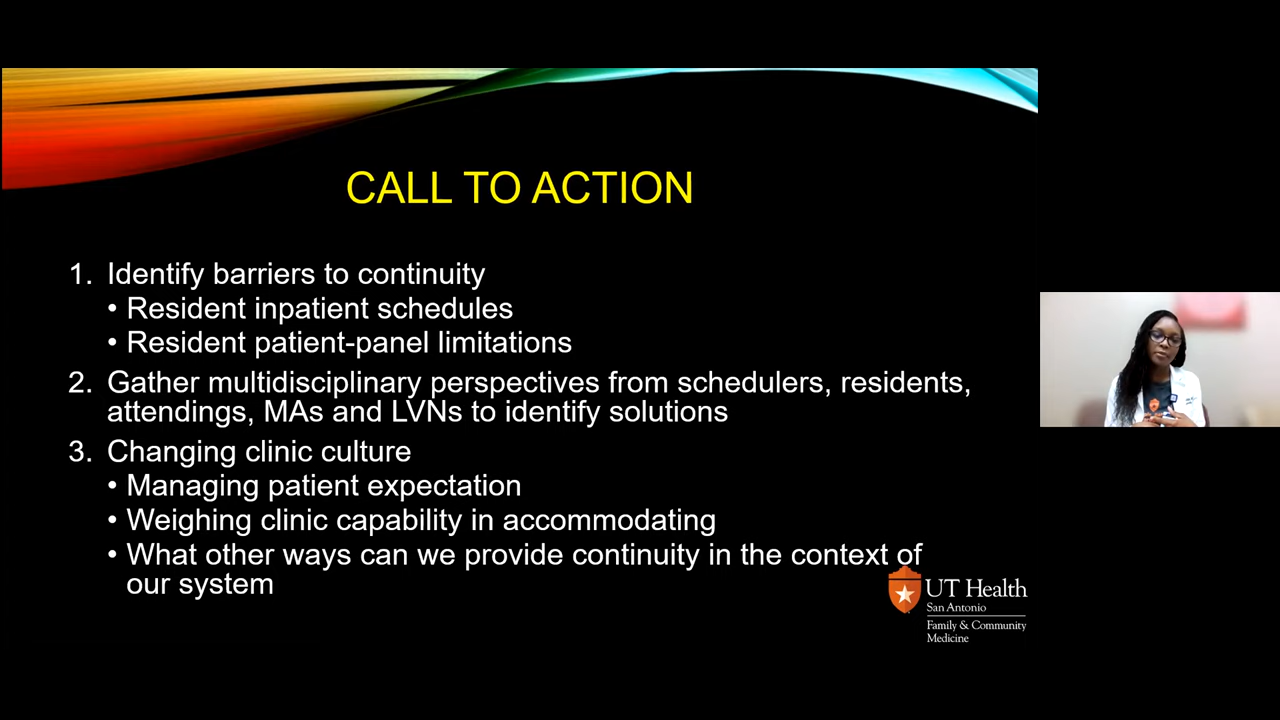 CALL TO ACTION
1. Identify barriers to continuity
• Resident inpatient schedules
• Resident patient-panel limitations
2. Gather multidisciplinary perspectives from schedulers, residents,
attendings, MAs and LVNs to identify solutions
3. Changing clinic culture
• Managing patient expectation
• Weighing clinic capability in accommodating
• What other ways can we provide continuity in the context of
our system
UT Health
San Antonio
Family & Community
Medicine